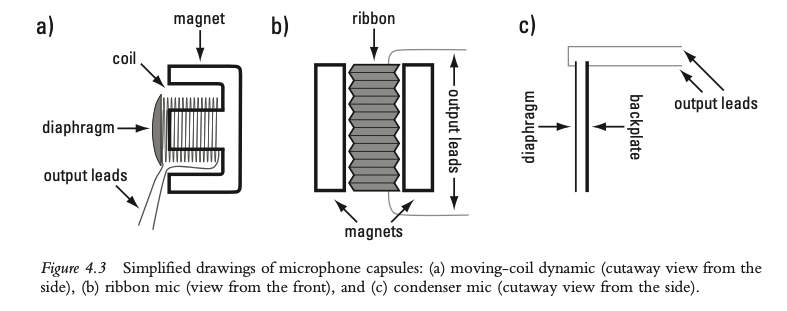 a)
magnet
coil
diaphragm
output leads
b)
ribbon
output leads
magnets
c)
diaphragm
backplate
output leads
Figure 4.3 Simplified drawings of microphone capsules: (a) moving-coil dynamic (cutaway view from the
side), (b) ribbon mic (view from the front), and (c) condenser mic (cutaway view from the side).